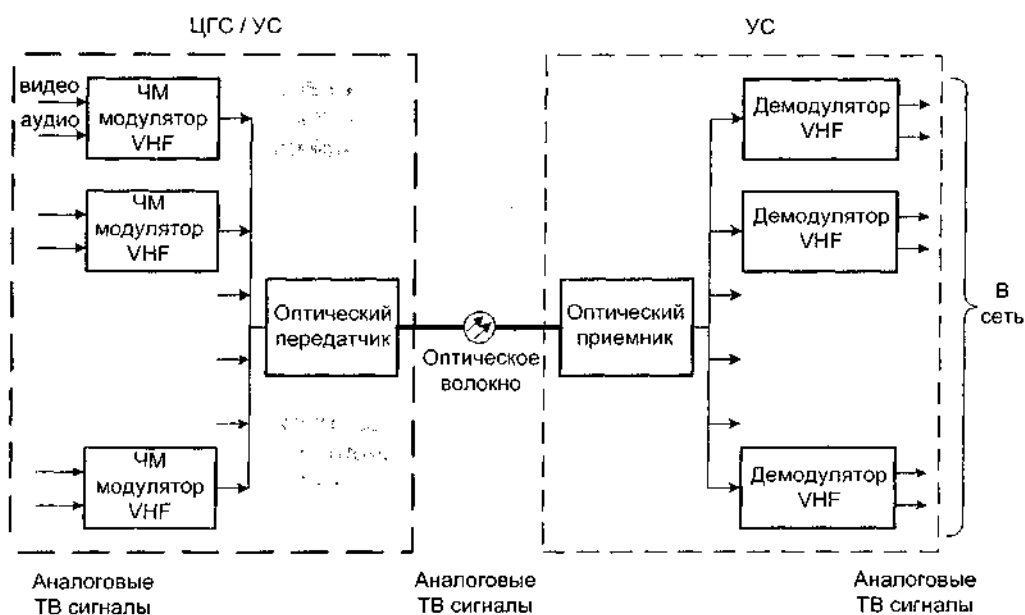 ЦГС / УС
УС
видео
аудио
ЧМ
модулятор
VHF
ЧМ
модулятор
VHF
Оптический
передатчик
ЧМ
модулятор
VHF
Оптическое
волокно
Оптический
приемник
Демодулятор
VHF
Демодулятор
VHF
Демодулятор
VHF
В
сеть
Аналоговые
ТВ сигналы
Аналоговые
ТВ сигналы
Аналоговые
ТВ сигналы